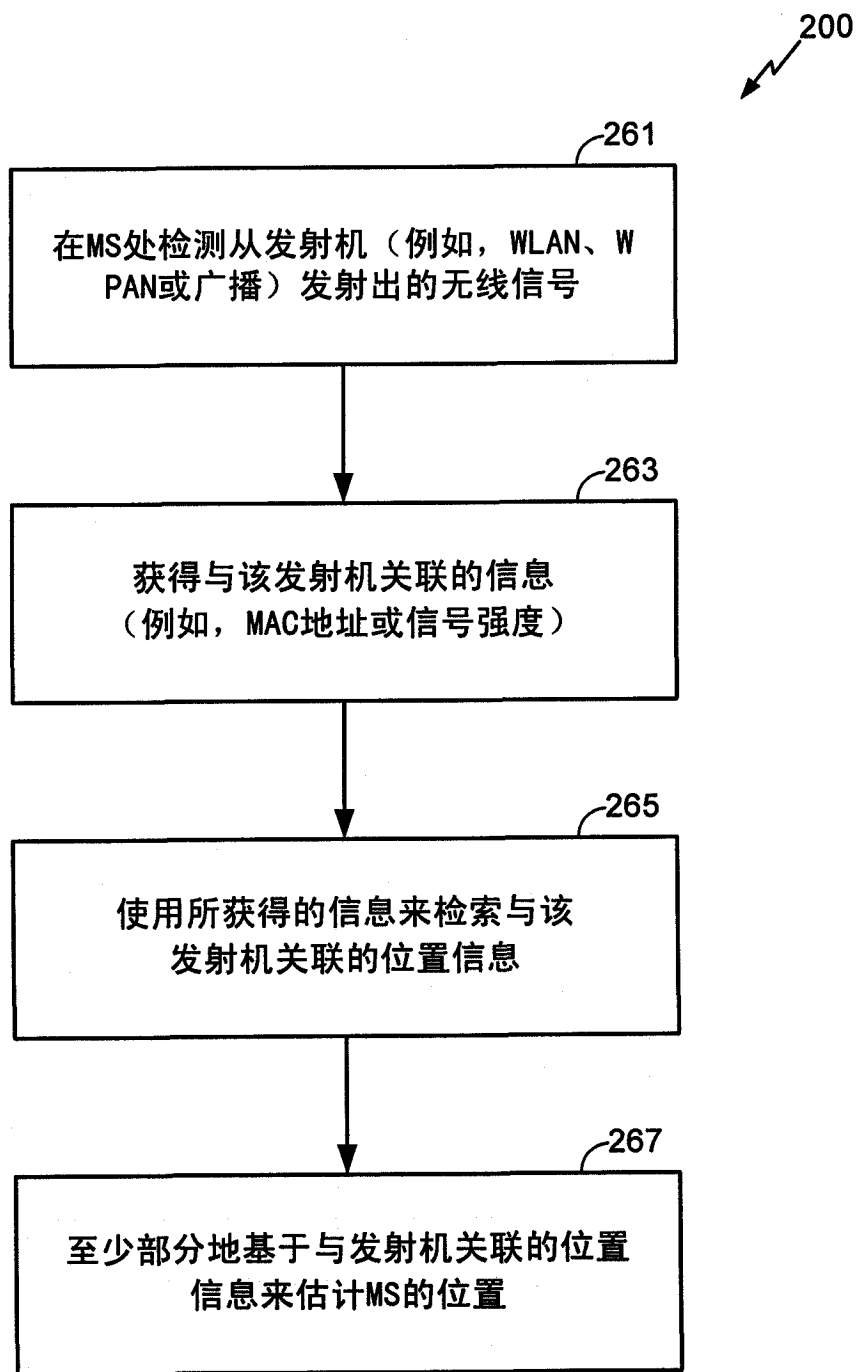 200
261
在MS处检测从发射机（例如，WLAN、W
PAN或广播）发射出的无线信号
263
获得与该发射机关联的信息
（例如，MAC地址或信号强度）
265
使用所获得的信息来检索与该
发射机关联的位置信息
267
至少部分地基于与发射机关联的位置
信息来估计MS的位置